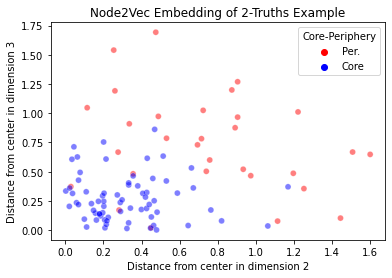 Node2Vec Embedding of 2-Truths Example
Core-Periphery
Per.
Core
Distance from center in dimension 3
1.75
1.50
1.25
1.00
0.75
0.50
0.25
0.00
0.0 0.2 0.4 0.6 0.8 1.0 1.2 1.4 1.6
Distance from center in dimension 2